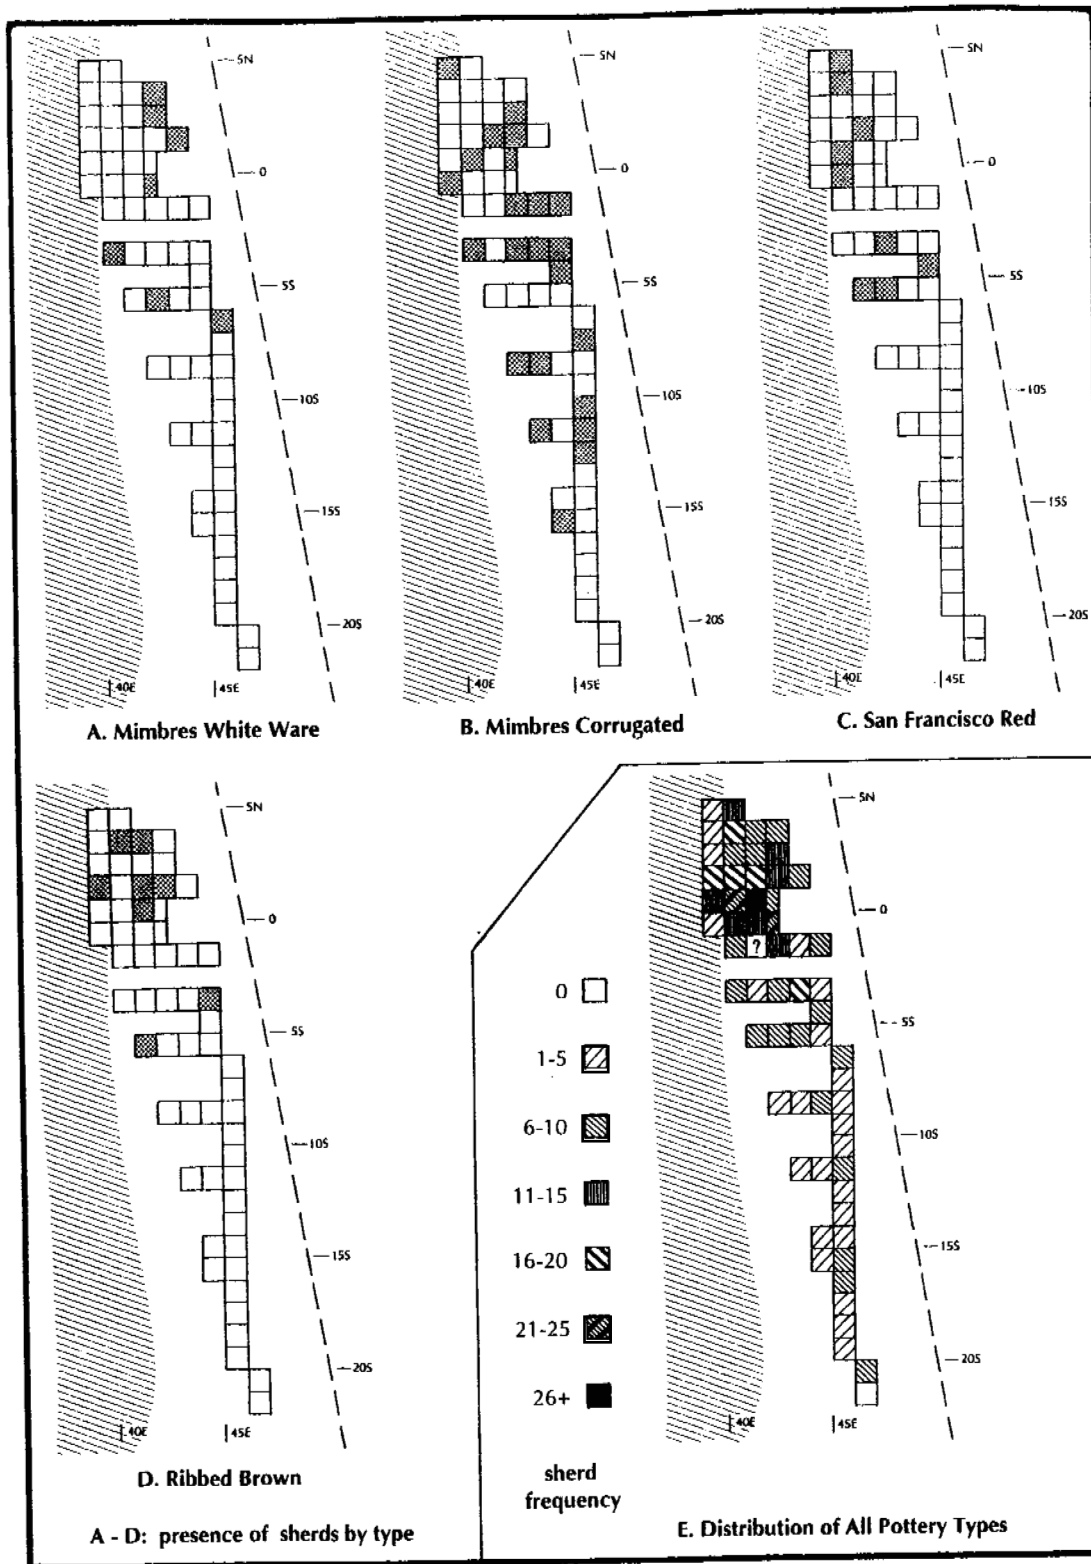 5N
0
5S
10S
15S
20S
40E
45E
A. Mimbres White Ware
5N
0
5S
10S
15S
20S
40E
45E
B. Mimbres Corrugated
5N
0
5S
10S
15S
20S
40E
45E
C. San Francisco Red
5N
0
5S
10S
15S
20S
40E
45E
D. Ribbed Brown
A - D: presence of sherds by type
0
1-5
6-10
11-15
16-20
21-25
26+
sherd
frequency
5N
0
?
5S
10S
15S
20S
40E
45E
E. Distribution of All Pottery Types